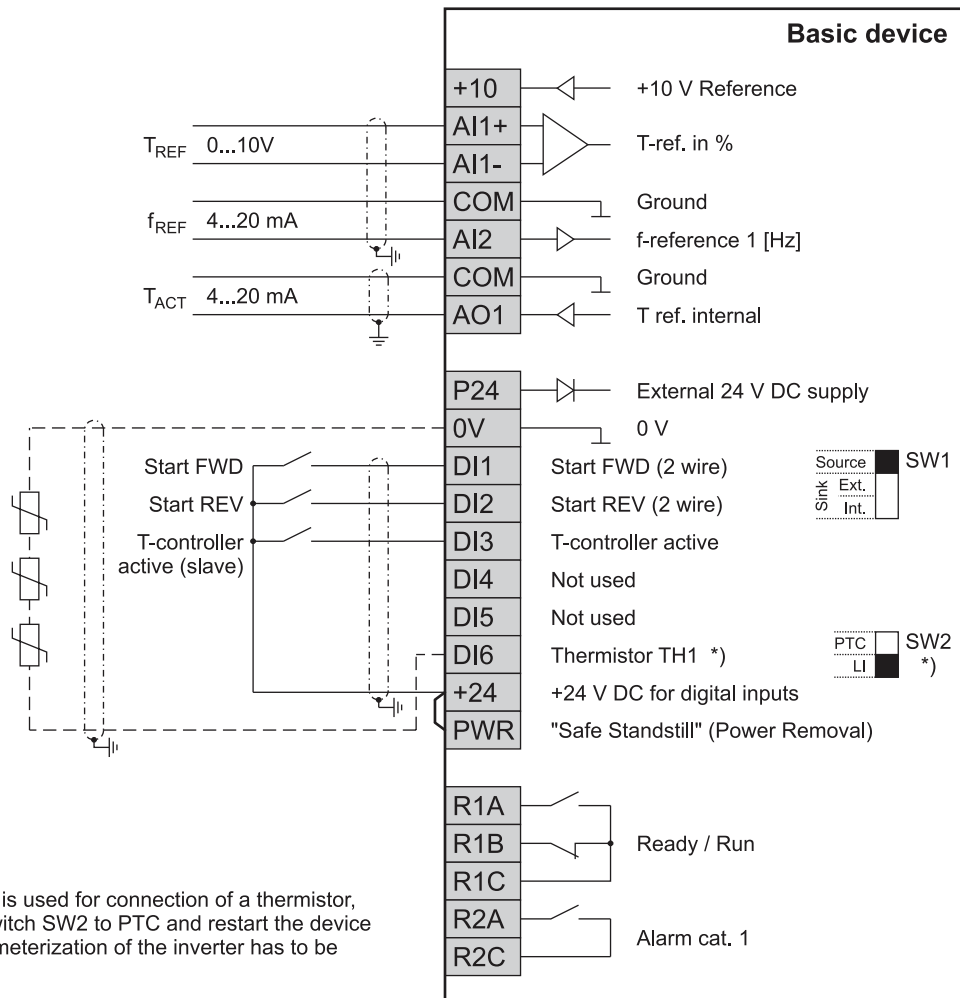 Basic device
+10 +10 V Reference
TREF 0...10V AI1+ T-ref. in %
AI1-
COM Ground
fREF 4...20 mA AI2 f-reference 1 [Hz]
COM Ground
TACT 4...20 mA AO1 T ref. internal
P24 External 24 V DC supply
0V 0 V
Start FWD DI1 Start FWD (2 wire)
Start REV DI2 Start REV (2 wire)
T-controller DI3 T-controller active
active (slave)
DI4 Not used
DI5 Not used
DI6 Thermistor TH1 *)
+24 +24 V DC for digital inputs
PWR "Safe Standstill" (Power Removal)
Source SW1
Sink Ext.
Int.
PTC SW2
LI *)
R1A
R1B Ready / Run
R1C
R2A
R2C Alarm cat. 1
is used for connection of a thermistor,
itch SW2 to PTC and restart the device
meterization of the inverter has to be